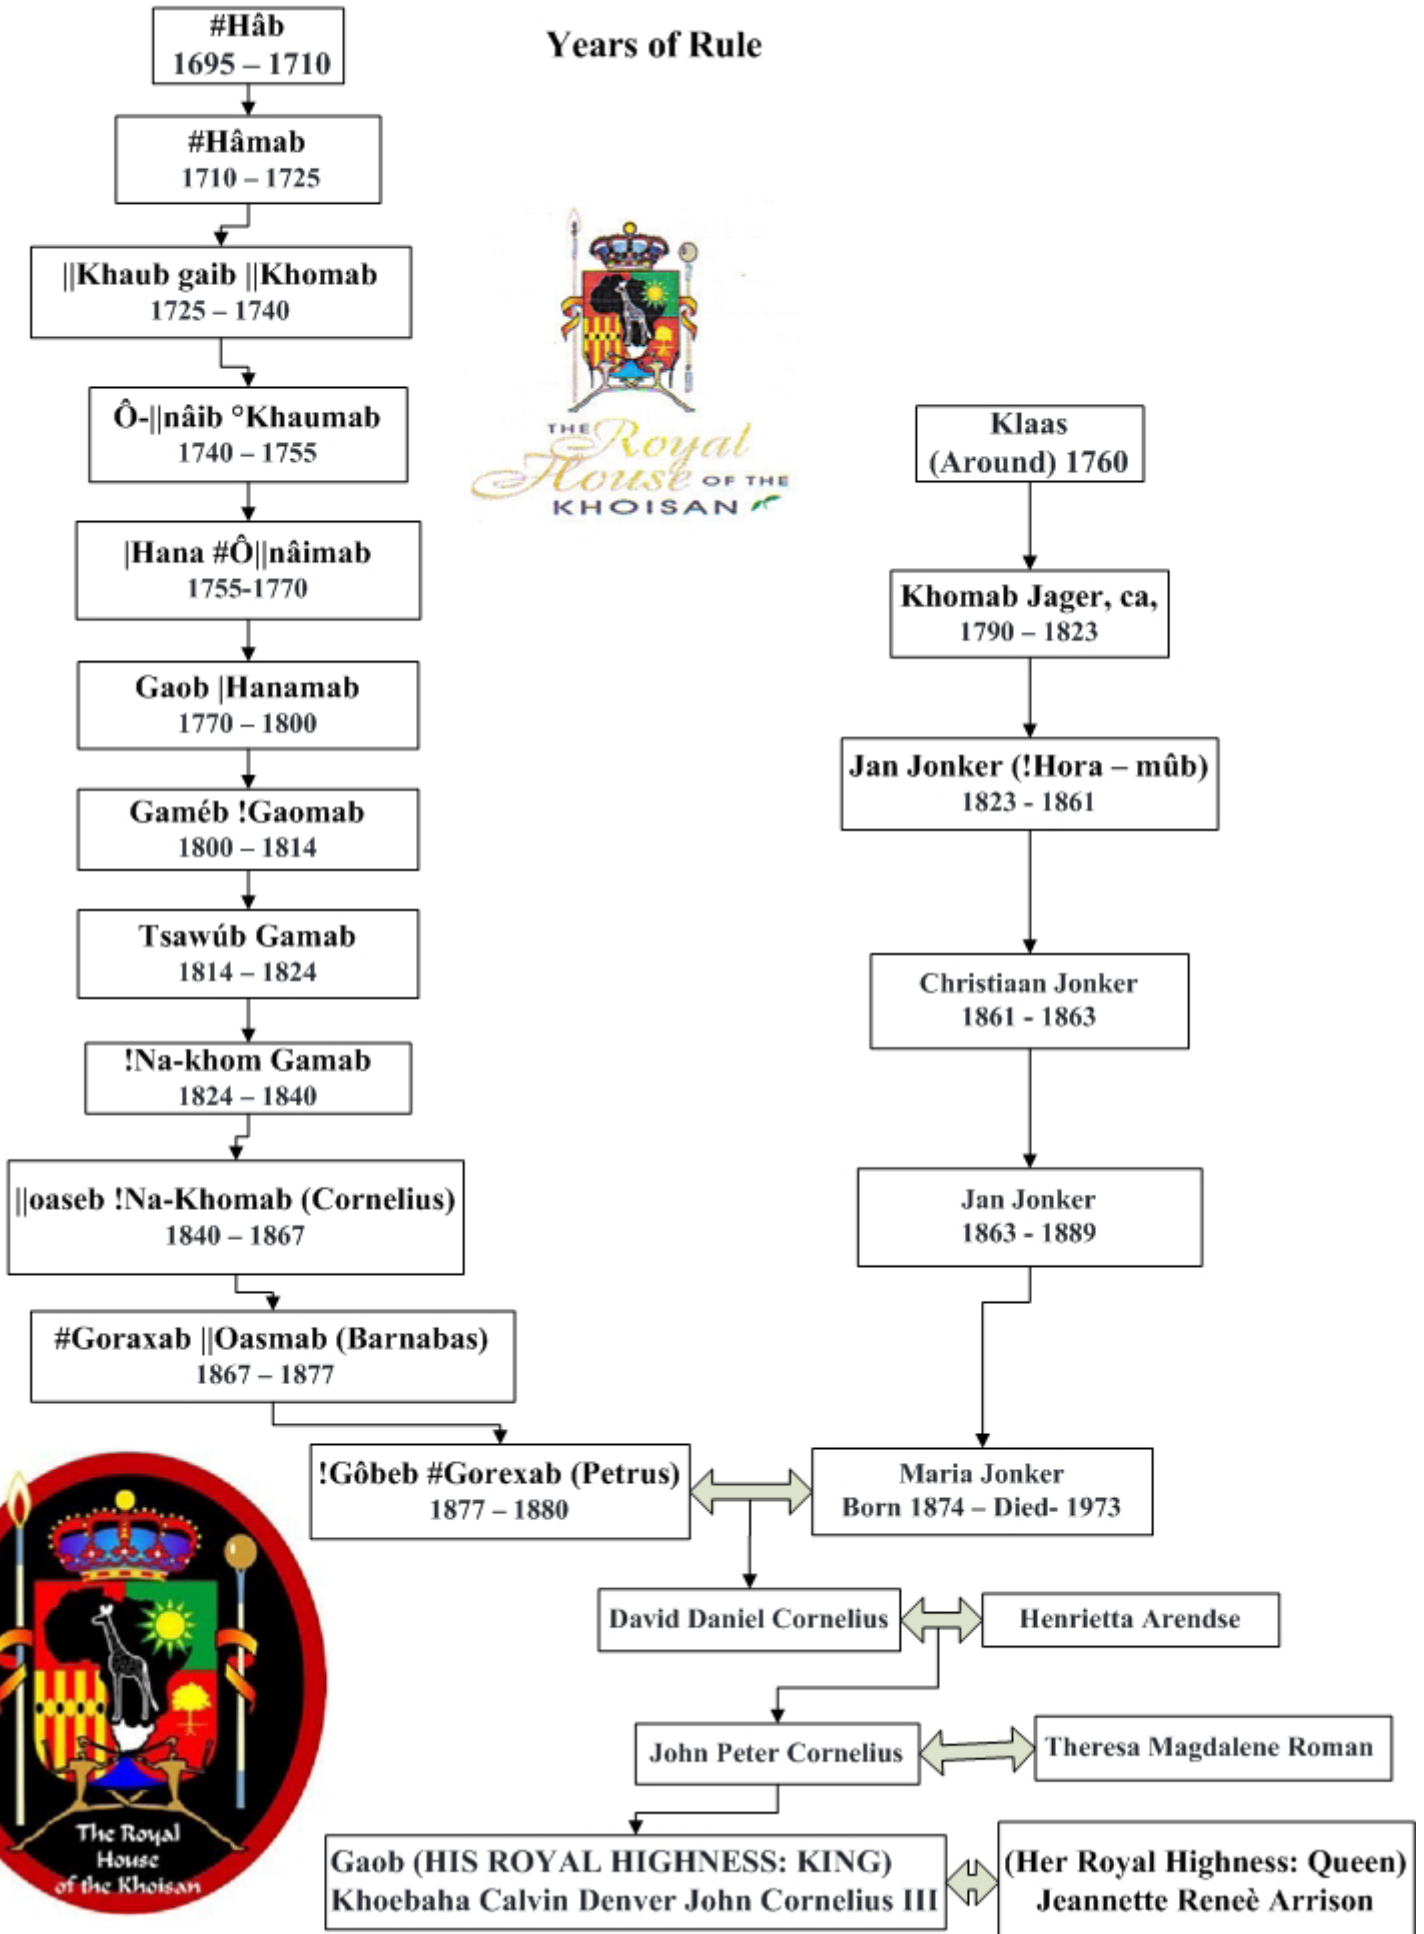 Years of Rule
#Hâb
1695 – 1710
#Hâmab
1710 – 1725
||Khaub gaib ||Khomab
1725 – 1740
Ô-||nâib °Khaumab
1740 – 1755
|Hana #Ô||nâimab
1755-1770
Gaob |Hanamab
1770 – 1800
Gaméb !Gaomab
1800 – 1814
Tsawúb Gamab
1814 – 1824
!Na-khom Gamab
1824 – 1840
||oaseb !Na-Khomab (Cornelius)
1840 – 1867
#Goraxab ||Oasmab (Barnabas)
1867 – 1877
!Gôbeb #Gorexab (Petrus)
1877 – 1880
THE Royal
House OF THE
KHOISAN
Klaas
(Around) 1760
Khomab Jager, ca,
1790 – 1823
Jan Jonker (!Hora – mûb)
1823 - 1861
Christiaan Jonker
1861 - 1863
Jan Jonker
1863 - 1889
Maria Jonker
Born 1874 – Died- 1973
David Daniel Cornelius
Henrietta Arendse
John Peter Cornelius
Theresa Magdalene Roman
Gaob (HIS ROYAL HIGHNESS: KING)
Khoebaha Calvin Denver John Cornelius III
(Her Royal Highness: Queen)
Jeannette Reneè Arrison
The Royal
House
of the Khoisan